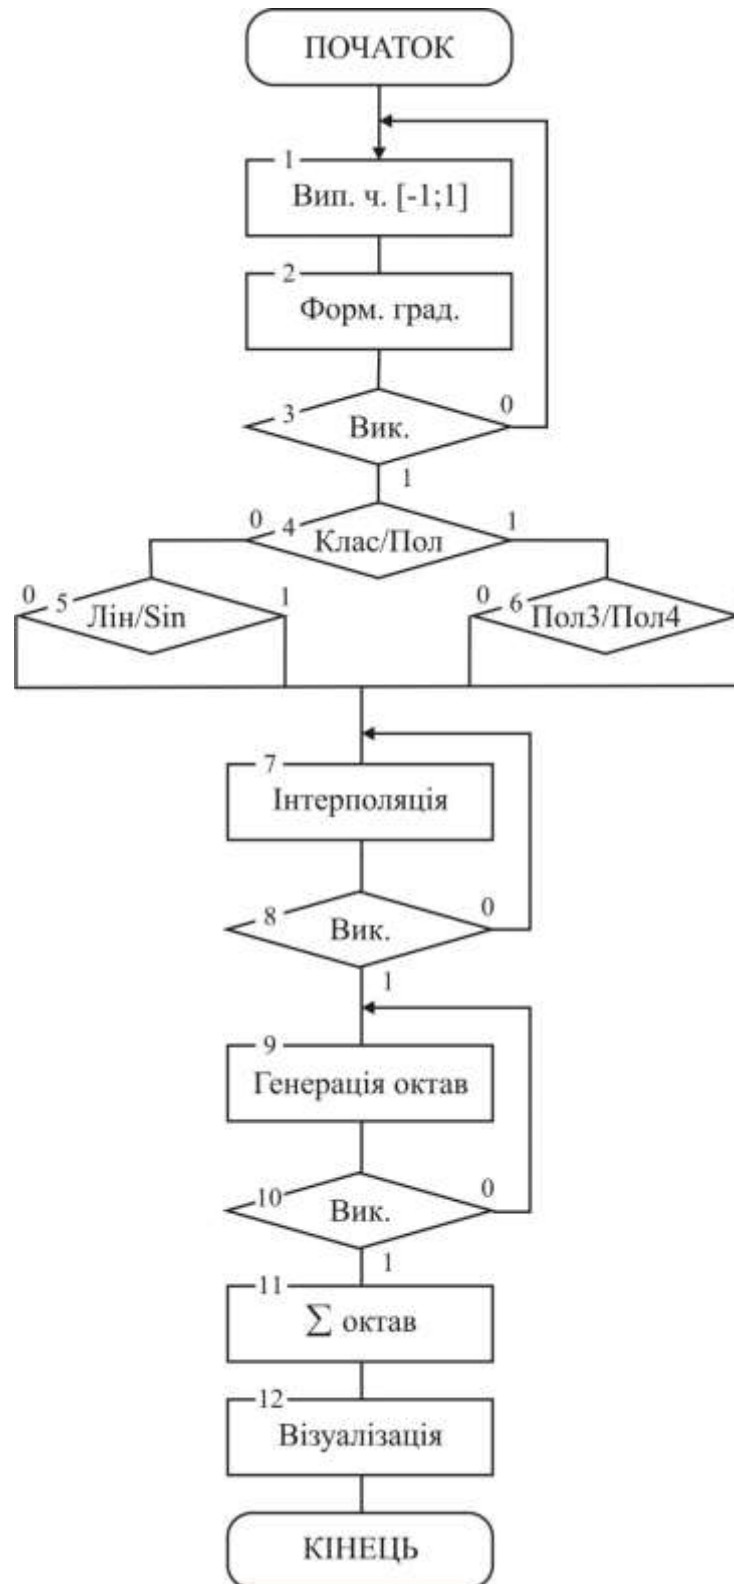 ПОЧАТОК
1
Вип. ч. [-1;1]
2
Форм. град.
3
Вик.
0
1
0
4
Клас/Пол
1
0
5
Лін/Sin
1
0
6
Пол3/Пол4
7
Інтерполяція
8
Вик.
0
1
9
Генерація октав
10
Вик.
0
1
11
∑ октав
12
Візуалізація
КІНЕЦЬ